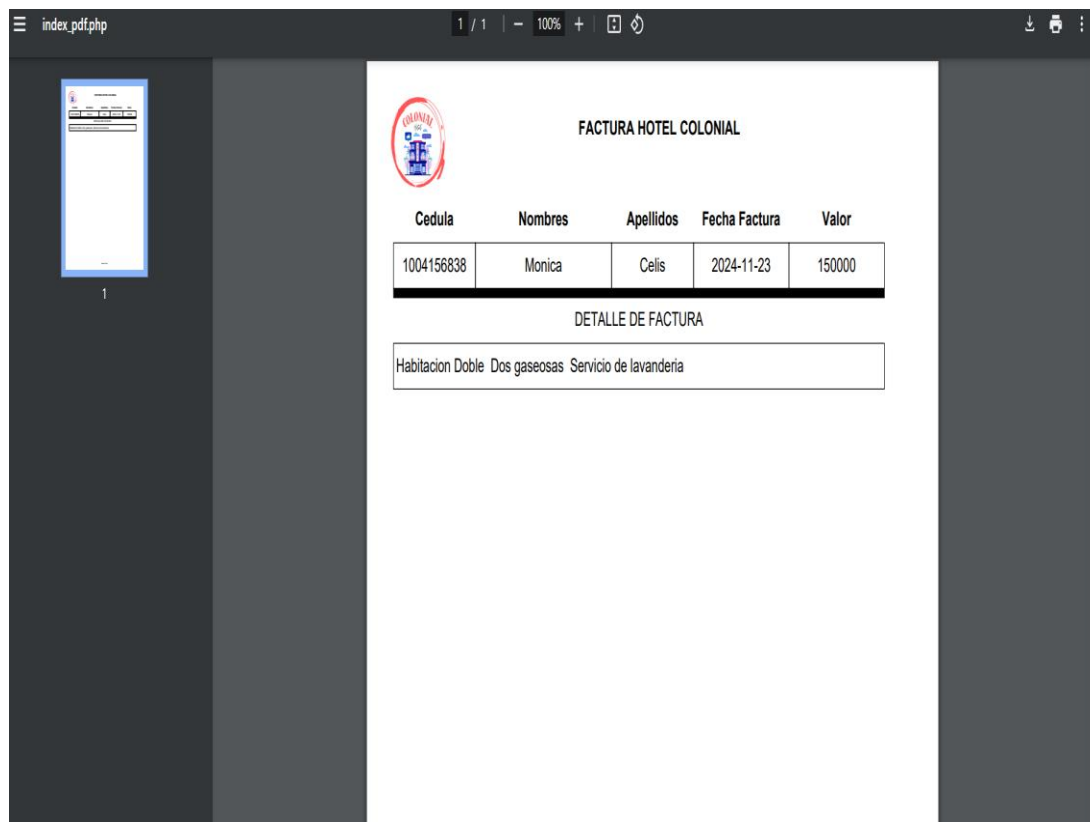 index_pdf.php
1 / 1
100%
COLONIAL
FACTURA HOTEL COLONIAL
Cedula Nombres Apellidos Fecha Factura Valor
1004156838 Monica Celis 2024-11-23 150000
DETALLE DE FACTURA
Habitacion Doble Dos gaseosas Servicio de lavanderia
1